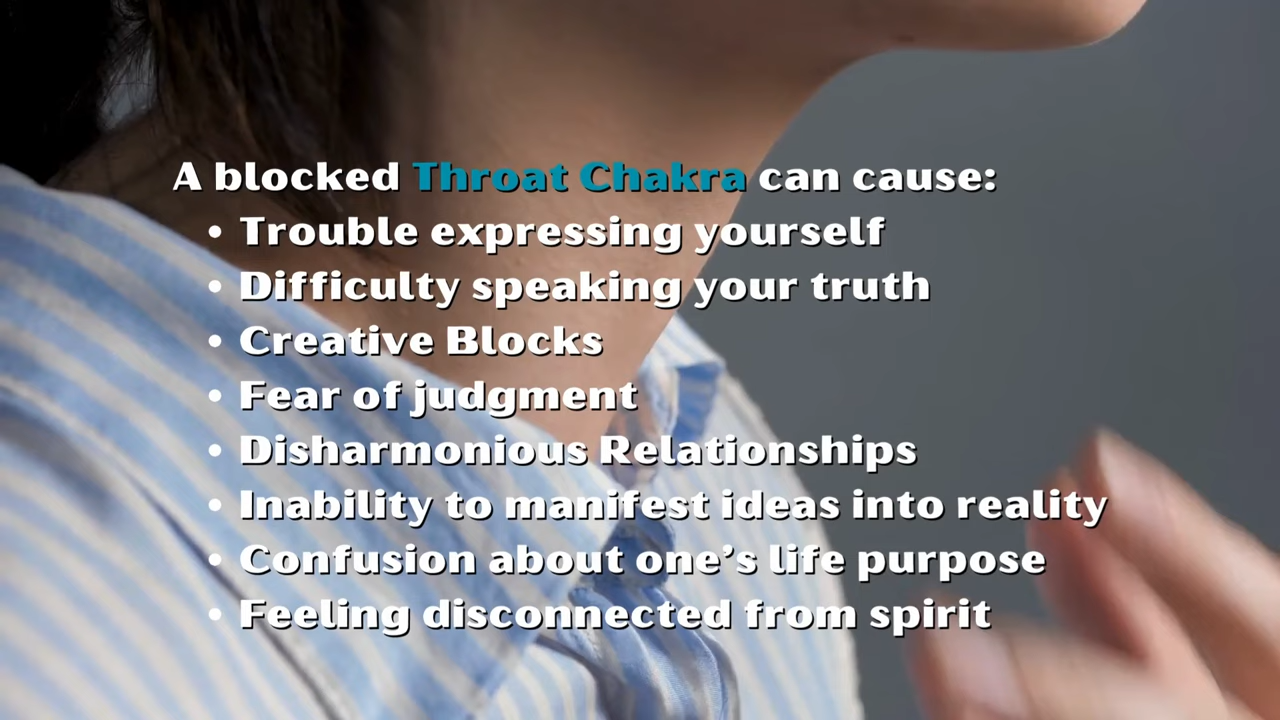 A blocked Throat Chakra can cause:
• Trouble expressing yourself
• Difficulty speaking your truth
• Creative Blocks
• Fear of judgment
• Disharmonious Relationships
• Inability to manifest ideas into reality
• Confusion about one's life purpose
• Feeling disconnected from spirit